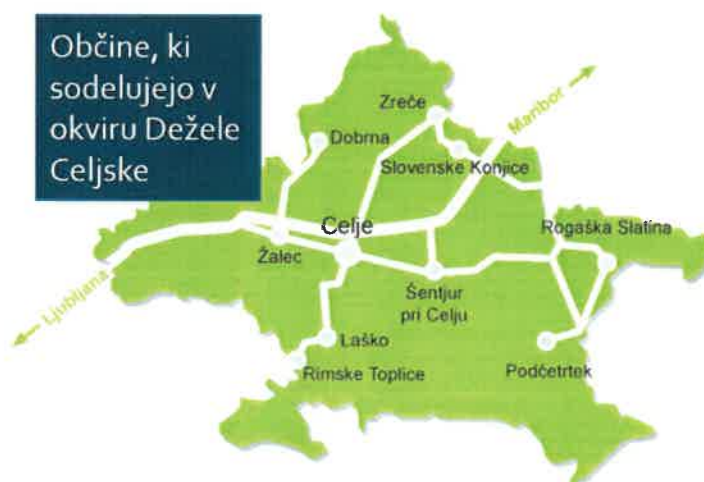 Občine, ki
sodelujejo v
okviru Dežele
Celjske
Zreče
Maribor
Dobrna
Slovenske Konjice
Celje
Rogaška Slatina
Žalec
Šentjur
pri Celju
Ljubljana
Laško
Podčetrtek
Rimske Toplice